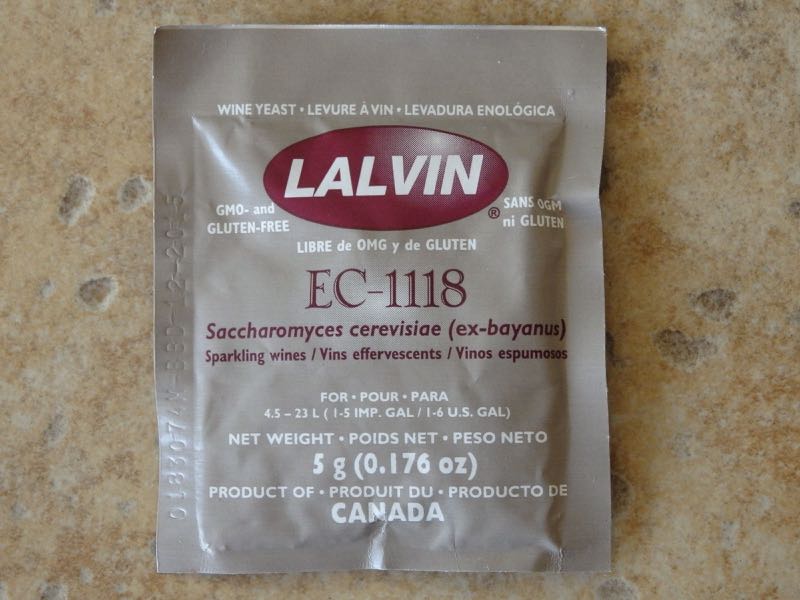 WINE YEAST • LEVURE À VIN • LEVADURA ENOLÓGICA
LALVIN
®
GMO- and
GLUTEN-FREE
SANS OGM
ni GLUTEN
LIBRE de OMG y de GLUTEN
EC-1118
Saccharomyces cerevisiae (ex-bayanus)
Sparkling wines / Vins effervescents / Vinos espumosos
FOR • POUR • PARA
4.5 – 23 L ( 1-5 IMP. GAL / 1-6 U.S. GAL)
NET WEIGHT • POIDS NET • PESO NETO
5 g (0.176 oz)
PRODUCT OF • PRODUIT DU • PRODUCTO DE
CANADA